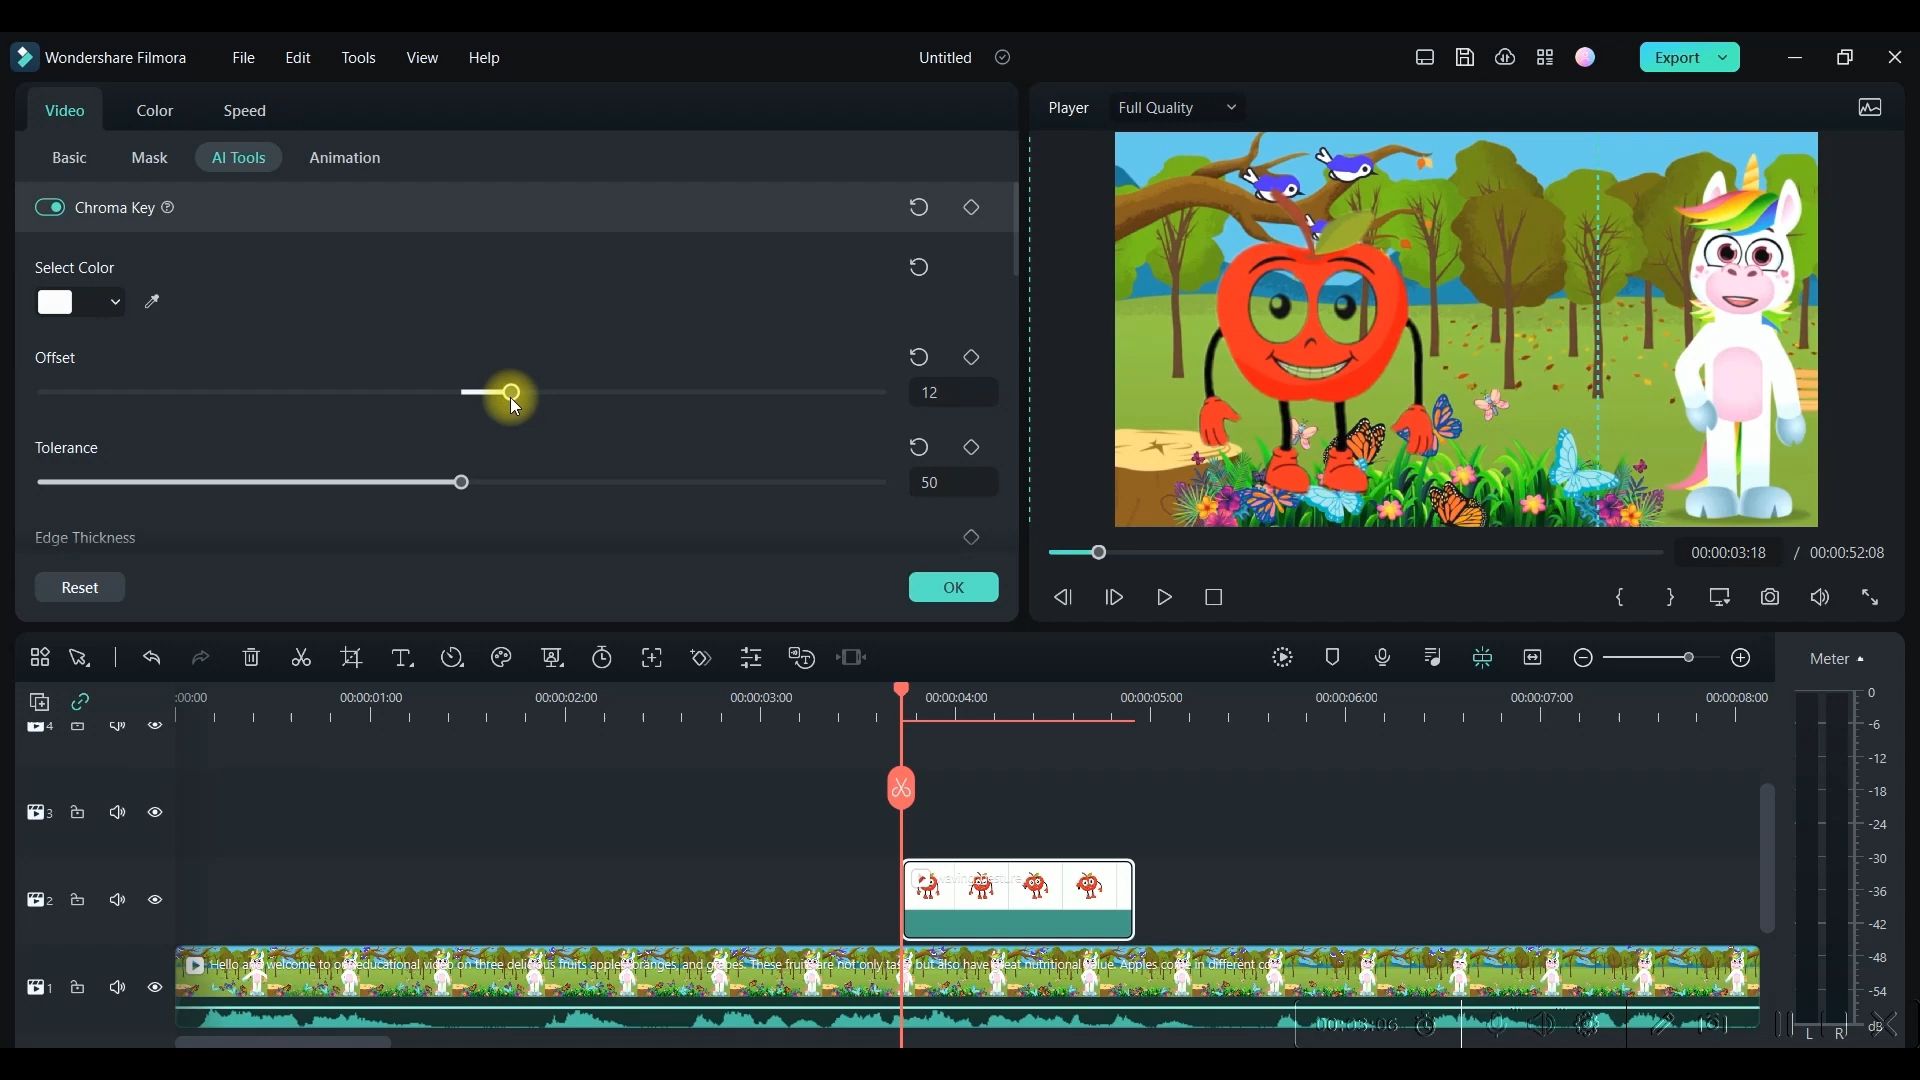 Wondershare Filmora File Edit Tools View Help Untitled Export
Video Color Speed
Player Full Quality
Basic Mask AI Tools Animation
Chroma Key
Select Color
Offset
12
Tolerance
50
Edge Thickness
00:00:03:18 / 00:00:52:08
Reset OK
Meter
:00:00 00:00:01:00 00:00:02:00 00:00:03:00 00:00:04:00 00:00:05:00 00:00:06:00 00:00:07:00 00:00:08:00
0
-6
-12
-18
-24
-30
-36
-42
-48
-54
dB
L R
4
3
2
waving gesture
1
Hello and welcome to our educational video on three delicious fruits apples, oranges, and grapes. These fruits are not only tasty but also have great nutritional value. Apples come in different co
00:03:06